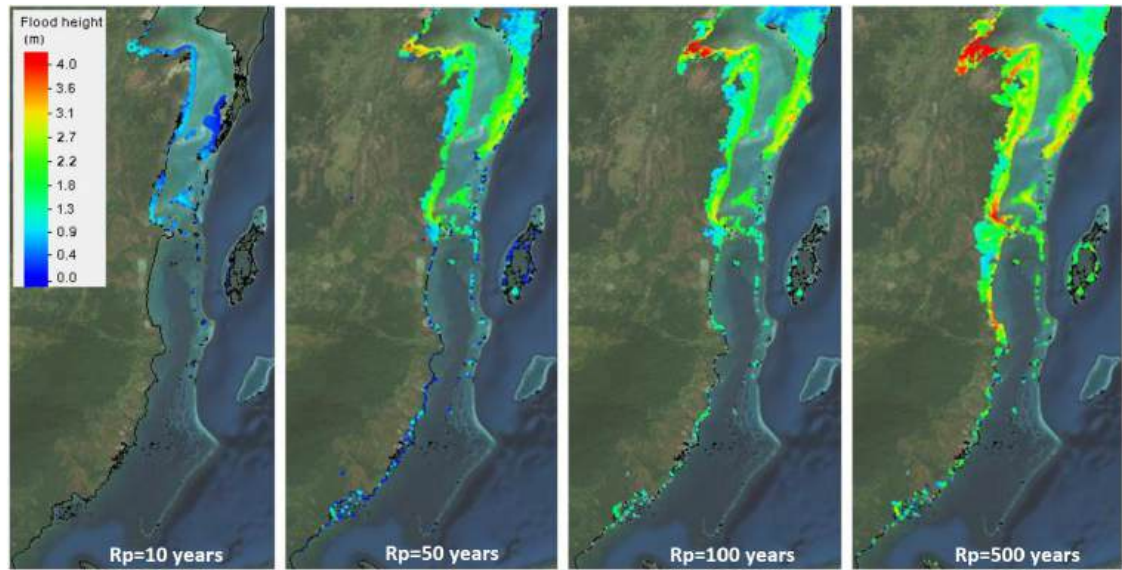 Flood height
(m)
4.0
3.6
3.1
2.7
2.2
1.8
1.3
0.9
0.4
0.0
Rp=10 years
Rp=50 years
Rp=100 years
Rp=500 years